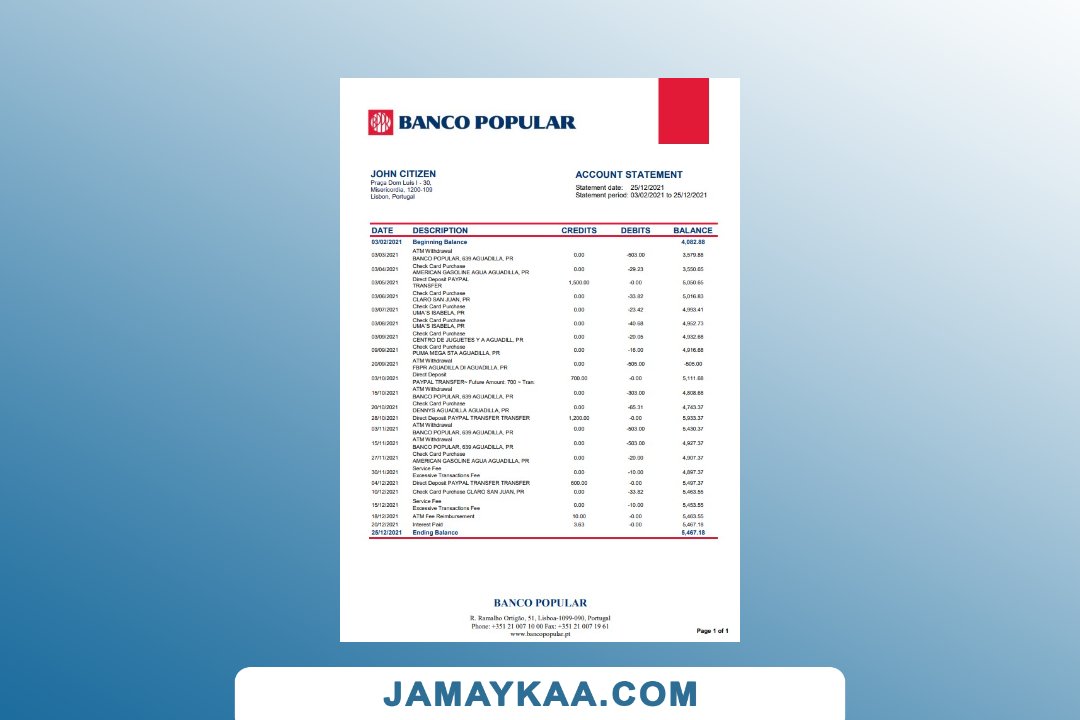 BANCO POPULAR
JOHN CITIZEN
Praça Dom Luis I - 30,
Misericordia, 1200-109
Lisbon, Portugal
ACCOUNT STATEMENT
Statement date: 25/12/2021
Statement period: 03/02/2021 to 25/12/2021
DATE DESCRIPTION CREDITS DEBITS BALANCE
03/02/2021 Beginning Balance 4,082.88
03/03/2021 ATM Withdrawal 0.00 -503.00 3,579.88
BANCO POPULAR, 639 AGUADILLA, PR
03/04/2021 Check Card Purchase 0.00 -29.23 3,550.65
AMERICAN GASOLINE AGUA AGUADILLA, PR
03/05/2021 Direct Deposit PAYPAL 1,500.00 -0.00 5,050.65
TRANSFER
03/06/2021 Check Card Purchase 0.00 -33.82 5,016.83
CLARO SAN JUAN, PR
03/07/2021 Check Card Purchase 0.00 -23.42 4,993.41
UMA'S ISABELA, PR
03/08/2021 Check Card Purchase 0.00 -40.68 4,952.73
UMA'S ISABELA, PR
03/09/2021 Check Card Purchase 0.00 -20.05 4,932.68
CENTRO DE JUGUETES Y A AGUADILL, PR
09/09/2021 Check Card Purchase 0.00 -16.00 4,916.68
PUMA MEGA STA AGUADILLA, PR
20/09/2021 ATM Withdrawal 0.00 -505.00 -505.00
FBPR AGUADILLA DI AGUADILLA, PR
03/10/2021 Direct Deposit 700.00 -0.00 5,111.68
PAYPAL TRANSFER~ Future Amount: 700 ~ Tran:
15/10/2021 ATM Withdrawal 0.00 -303.00 4,808.68
BANCO POPULAR, 639 AGUADILLA, PR
20/10/2021 Check Card Purchase 0.00 -65.31 4,743.37
DENNYS AGUADILLA AGUADILLA, PR
28/10/2021 Direct Deposit PAYPAL TRANSFER TRANSFER 1,200.00 -0.00 5,933.37
03/11/2021 ATM Withdrawal 0.00 -503.00 5,430.37
BANCO POPULAR, 639 AGUADILLA, PR
15/11/2021 ATM Withdrawal 0.00 -503.00 4,927.37
BANCO POPULAR, 639 AGUADILLA, PR
27/11/2021 Check Card Purchase 0.00 -20.00 4,907.37
AMERICAN GASOLINE AGUA AGUADILLA, PR
30/11/2021 Service Fee 0.00 -10.00 4,897.37
Excessive Transactions Fee
04/12/2021 Direct Deposit PAYPAL TRANSFER TRANSFER 600.00 -0.00 5,497.37
10/12/2021 Check Card Purchase CLARO SAN JUAN, PR 0.00 -33.82 5,463.55
15/12/2021 Service Fee 0.00 -10.00 5,453.55
Excessive Transactions Fee
18/12/2021 ATM Fee Reimbursement 10.00 -0.00 5,463.55
20/12/2021 Interest Paid 3.63 -0.00 5,467.18
25/12/2021 Ending Balance 5,467.18
BANCO POPULAR
R. Ramalho Ortigão, 51, Lisboa-1099-090, Portugal
Phone: +351 21 007 10 00 Fax: +351 21 007 19 61
www.bancopopular.pt
Page 1 of 1
JAMAYKAA.COM